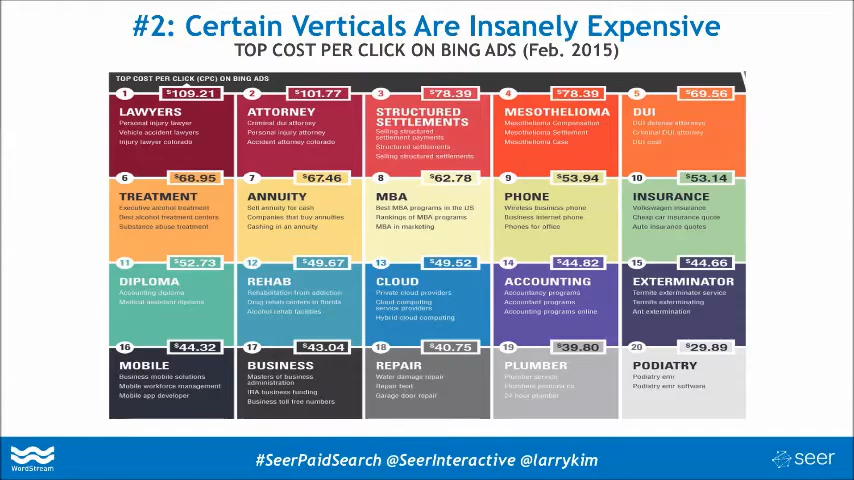 #2: Certain Verticals Are Insanely Expensive
TOP COST PER CLICK ON BING ADS (Feb. 2015)
TOP COST PER CLICK (CPC) ON BING ADS
1 $109.21
LAWYERS
Personal injury lawyer
Vehicle accident lawyers
Injury lawyer colorado
2 $101.77
ATTORNEY
Criminal dui attorney
Personal injury attorney
Accident attorney colorado
3 $78.39
STRUCTURED
SETTLEMENTS
Selling structured
settlement payments
Structured settlements
Selling structured settlements
4 $78.39
MESOTHELIOMA
Mesothelioma Compensation
Mesothelioma Settlement
Mesothelioma Case
5 $69.56
DUI
DUI defense attorneys
Criminal DUI attorney
DUI cost
6 $68.95
TREATMENT
Executive alcohol treatment
Best alcohol treatment centers
Substance abuse treatment
7 $67.46
ANNUITY
Sell annuity for cash
Companies that buy annuities
Cashing in an annuity
8 $62.78
MBA
Best MBA programs in the US
Rankings of MBA programs
MBA in marketing
9 $53.94
PHONE
Wireless business phone
Business internet phone
Phones for office
10 $53.14
INSURANCE
Volkswagen insurance
Cheap car insurance quote
Auto insurance quotes
11 $52.73
DIPLOMA
Accounting diploma
Medical assistant diploma
12 $49.67
REHAB
Rehabilitation from addiction
Drug rehab centers in florida
Alcohol rehab facilities
13 $49.52
CLOUD
Private cloud providers
Cloud computing
service providers
Hybrid cloud computing
14 $44.82
ACCOUNTING
Accountancy programs
Accountant programs
Accounting programs online
15 $44.66
EXTERMINATOR
Termite exterminator service
Termits exterminating
Ant extermination
16 $44.32
MOBILE
Business mobile solutions
Mobile workforce management
Mobile app developer
17 $43.04
BUSINESS
Masters of business
administration
IRA business funding
Business toll free numbers
18 $40.75
REPAIR
Water damage repair
Repair boat
Garage door repair
19 $39.80
PLUMBER
Plumber service
Plumbers
24 hour plumber
20 $29.89
PODIATRY
Podiatry emr
Podiatry emr software
WordStream
#SeerPaidSearch @SeerInteractive @larrykim
seer